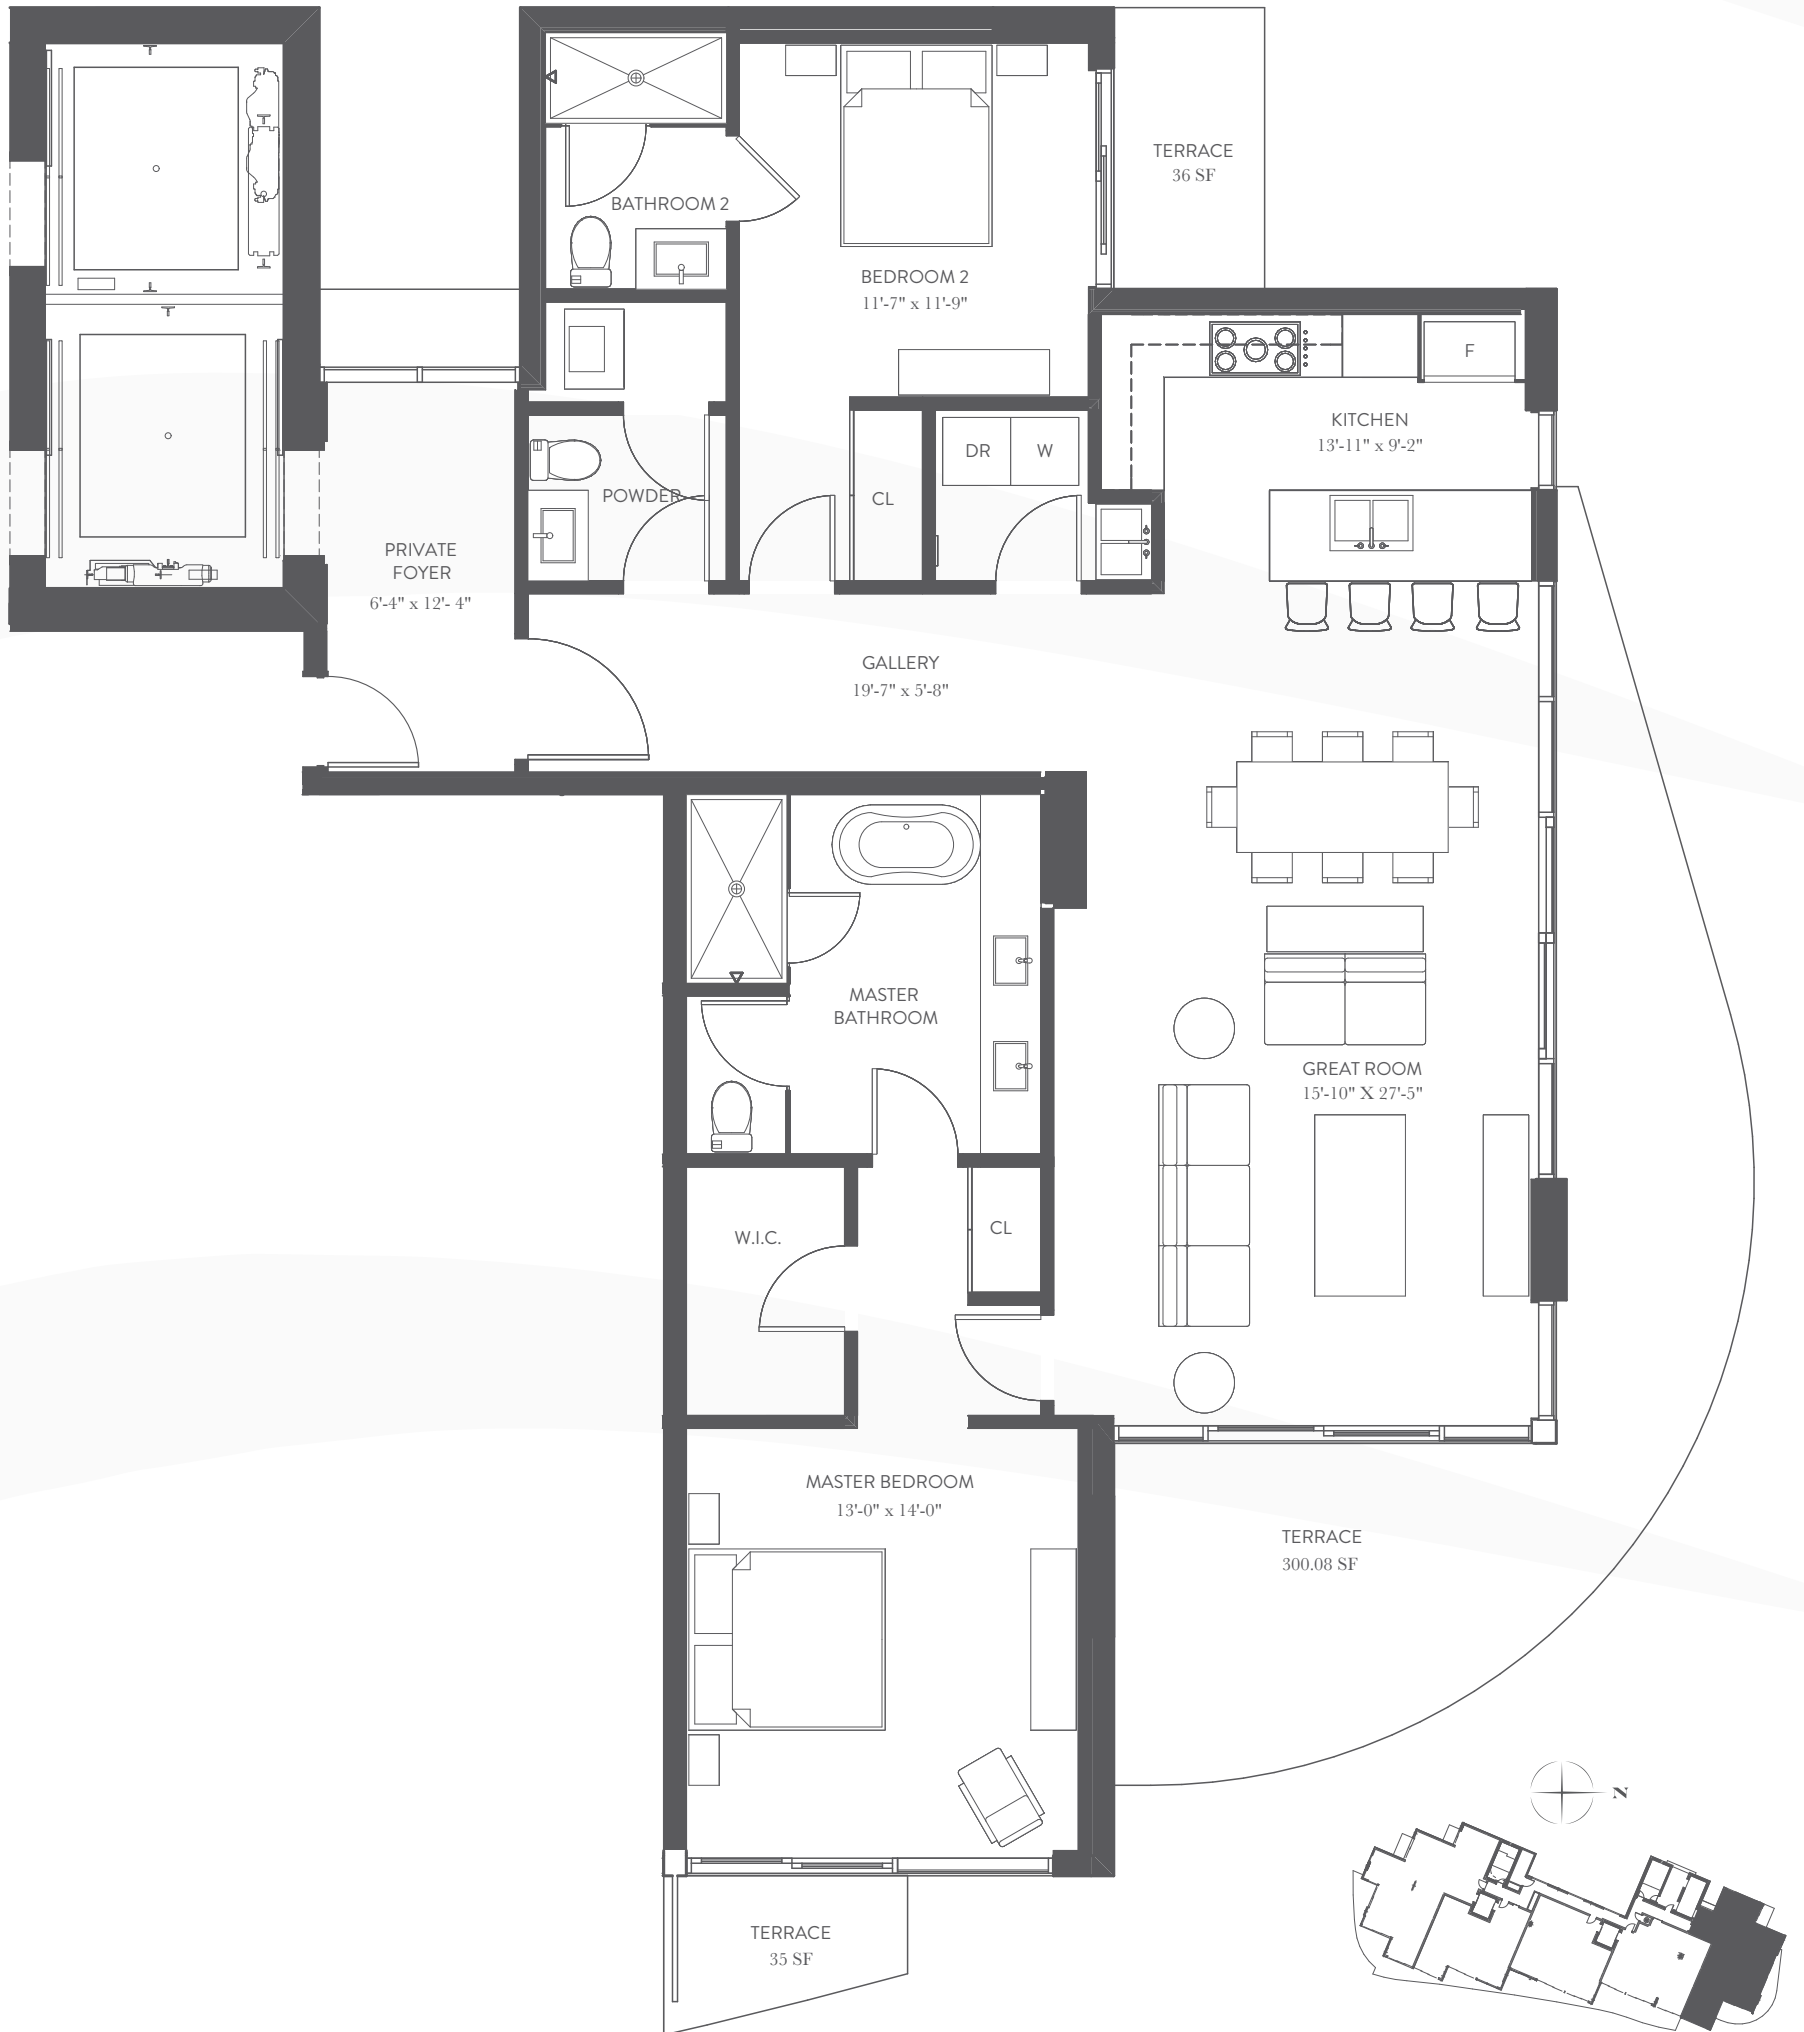 TERRACE
36 SF
BATHROOM 2
BEDROOM 2
11'-7" x 11'-9"
F
KITCHEN
13'-11" x 9'-2"
DR
W
CL
POWDER
PRIVATE
FOYER
6'-4" x 12'- 4"
GALLERY
19'-7" x 5'-8"
MASTER
BATHROOM
GREAT ROOM
15'-10" X 27'-5"
W.I.C.
CL
MASTER BEDROOM
13'-0" x 14'-0"
TERRACE
300.08 SF
N
TERRACE
35 SF